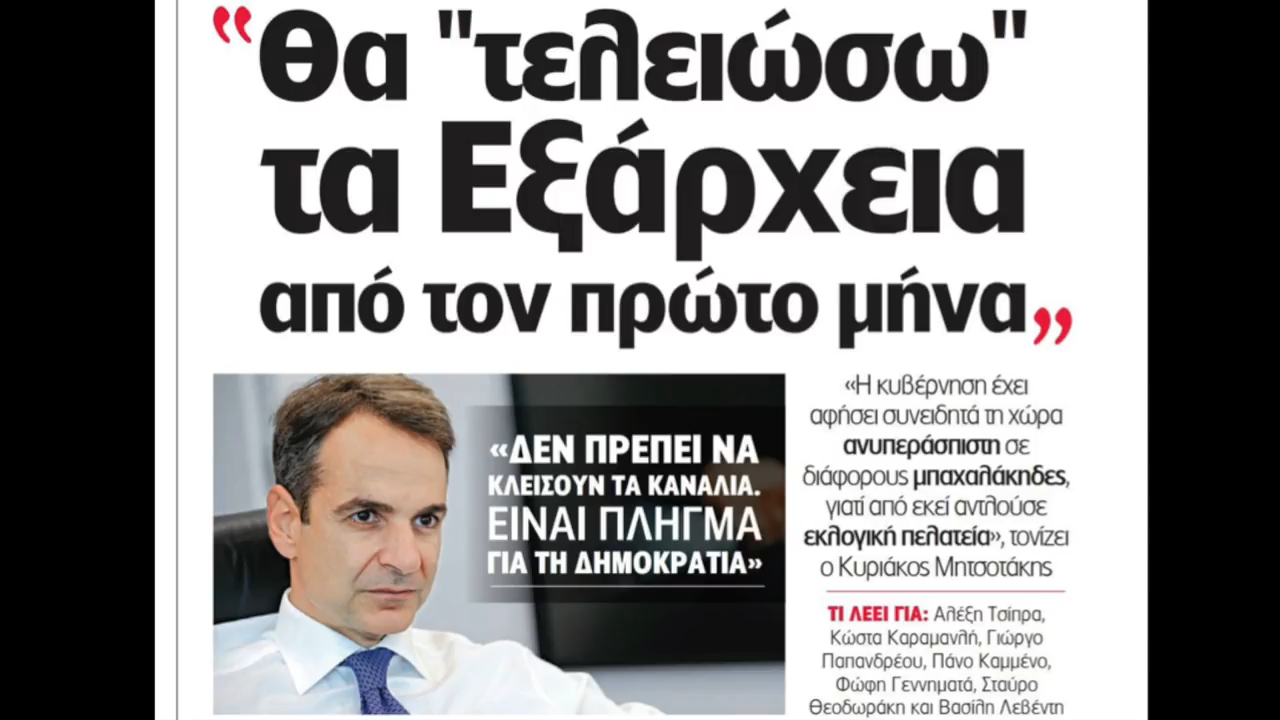 “Θα "τελειώσω"
τα Εξάρχεια
από τον πρώτο μήνα„
«ΔΕΝ ΠΡΕΠΕΙ ΝΑ
ΚΛΕΙΣΟΥΝ ΤΑ ΚΑΝΑΛΙΑ.
ΕΙΝΑΙ ΠΛΗΓΜΑ
ΓΙΑ ΤΗ ΔΗΜΟΚΡΑΤΙΑ»
«Η κυβέρνηση έχει
αφήσει συνειδητά τη χώρα
ανυπεράσπιστη σε
διάφορους μπαχαλάκηδες,
γιατί από εκεί αντλούσε
εκλογική πελατεία», τονίζει
ο Κυριάκος Μητσοτάκης
ΤΙ ΛΕΕΙ ΓΙΑ: Αλέξη Τσίπρα,
Κώστα Καραμανλή, Γιώργο
Παπανδρέου, Πάνο Καμμένο,
Φώφη Γεννηματά, Σταύρο
Θεοδωράκη και Βασίλη Λεβέντη